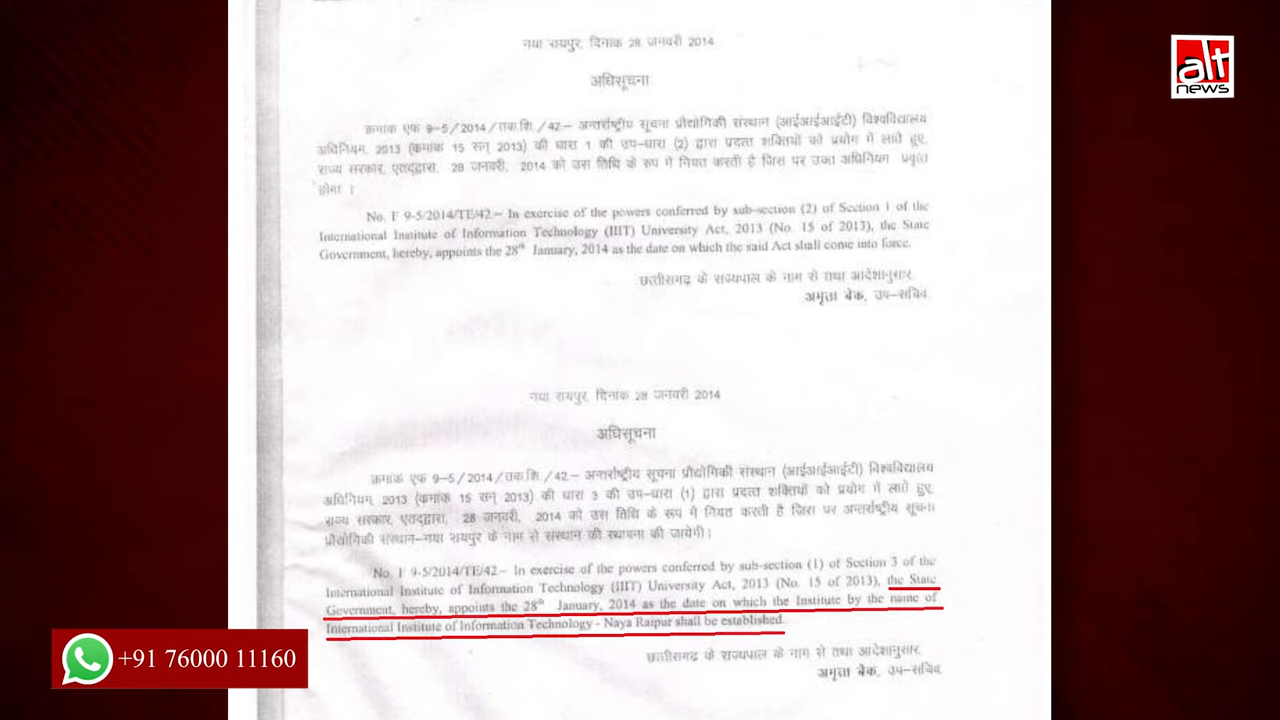 नया रायपुर, दिनांक 28 जनवरी 2014
alt
news
अधिसूचना
क्रमांक एफ 9-5/2014/तक.शि./42.- अन्तर्राष्ट्रीय सूचना प्रौद्योगिकी संस्थान (आईआईआईटी) विश्वविद्यालय
अधिनियम, 2013 (क्रमांक 15 सन् 2013) की धारा 1 की उप-धारा (2) द्वारा प्रदत्त शक्तियों को प्रयोग में लाते हुए,
राज्य सरकार, एतद्द्वारा, 28 जनवरी, 2014 को उस तिथि के रूप में नियत करती है जिस पर उक्त अधिनियम प्रवृत्त
होगा ।
No. F 9-5/2014/TE/42.- In exercise of the powers conferred by sub-section (2) of Section 1 of the
International Institute of Information Technology (IIIT) University Act, 2013 (No. 15 of 2013), the State
Government, hereby, appoints the 28th January, 2014 as the date on which the said Act shall come into force.
छत्तीसगढ़ के राज्यपाल के नाम से तथा आदेशानुसार,
अमृता बेक, उप-सचिव.
नया रायपुर, दिनांक 28 जनवरी 2014
अधिसूचना
क्रमांक एफ 9-5/2014/तक.शि./42.- अन्तर्राष्ट्रीय सूचना प्रौद्योगिकी संस्थान (आईआईआईटी) विश्वविद्यालय
अधिनियम, 2013 (क्रमांक 15 सन् 2013) की धारा 3 की उप-धारा (1) द्वारा प्रदत्त शक्तियों को प्रयोग में लाते हुए,
राज्य सरकार, एतद्द्वारा, 28 जनवरी, 2014 को उस तिथि के रूप में नियत करती है जिस पर अन्तर्राष्ट्रीय सूचना
प्रौद्योगिकी संस्थान-नया रायपुर के नाम से संस्थान की स्थापना की जायेगी।
No. F 9-5/2014/TE/42.- In exercise of the powers conferred by sub-section (1) of Section 3 of the
International Institute of Information Technology (IIIT) University Act, 2013 (No. 15 of 2013), the State
Government, hereby, appoints the 28th January, 2014 as the date on which the Institute by the name of
International Institute of Information Technology - Naya Raipur shall be established.
छत्तीसगढ़ के राज्यपाल के नाम से तथा आदेशानुसार,
अमृता बेक, उप-सचिव.
+91 76000 11160